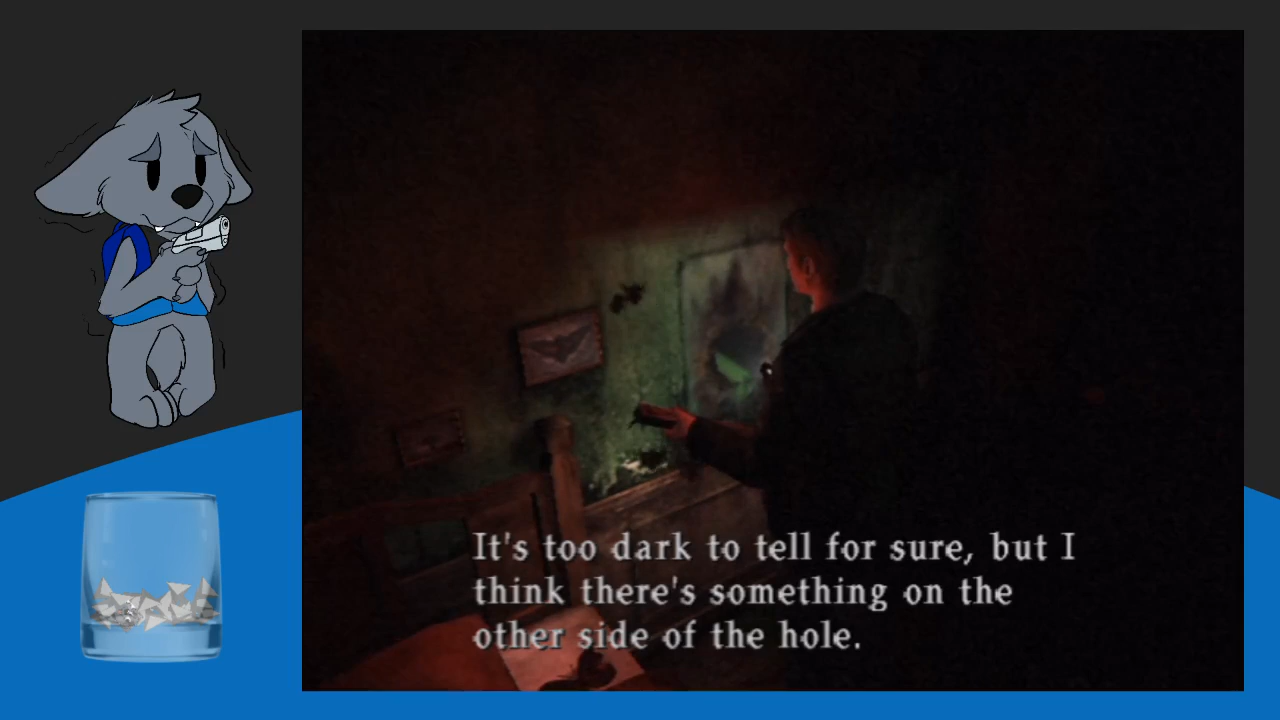 It's too dark to tell for sure, but I
think there's something on the
other side of the hole.